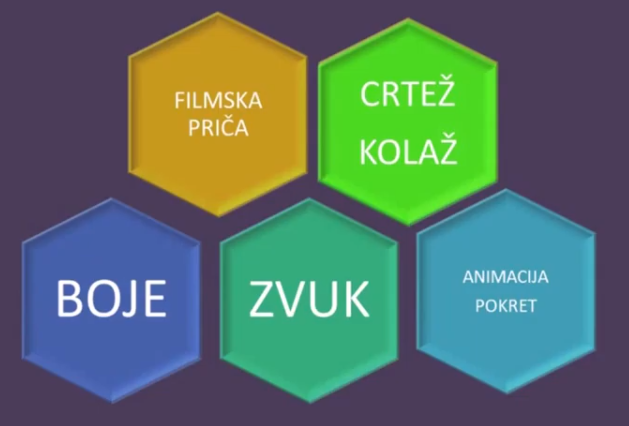 FILMSKA
PRIČA
CRTEŽ
KOLAŽ
BOJE
ZVUK
ANIMACIJA
POKRET